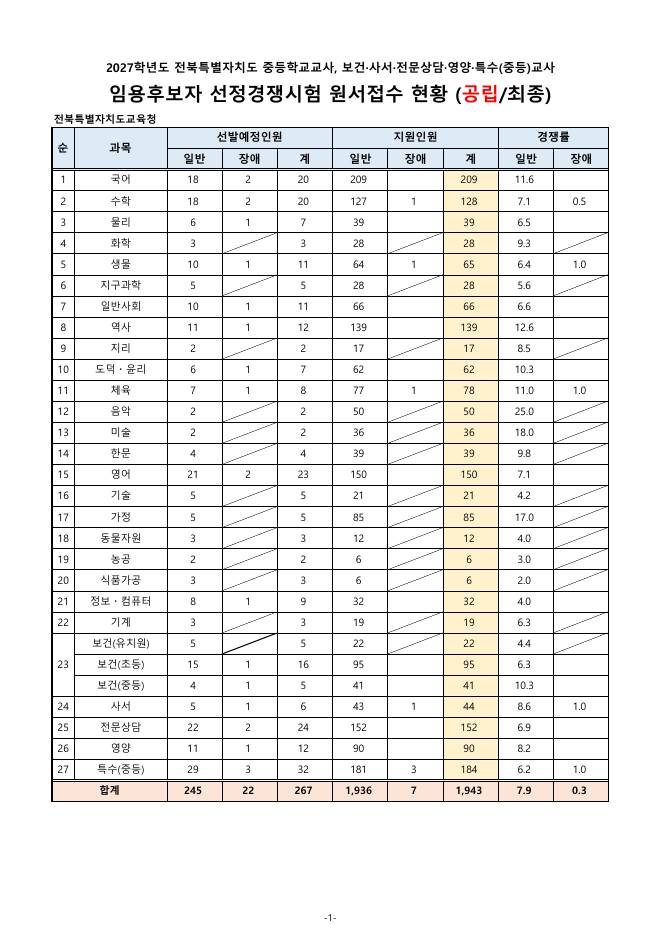 2027학년도 전북특별자치도 중등학교교사, 보건·사서·전문상담·영양·특수(중등)교사
임용후보자 선정경쟁시험 원서접수 현황 (공립/최종)
전북특별자치도교육청
순 과목 선발예정인원 지원인원 경쟁률
일반 장애 계 일반 장애 계 일반 장애
1 국어 18 2 20 209 209 11.6
2 수학 18 2 20 127 1 128 7.1 0.5
3 물리 6 1 7 39 39 6.5
4 화학 3 3 28 28 9.3
5 생물 10 1 11 64 1 65 6.4 1.0
6 지구과학 5 5 28 28 5.6
7 일반사회 10 1 11 66 66 6.6
8 역사 11 1 12 139 139 12.6
9 지리 2 2 17 17 8.5
10 도덕·윤리 6 1 7 62 62 10.3
11 체육 7 1 8 77 1 78 11.0 1.0
12 음악 2 2 50 50 25.0
13 미술 2 2 36 36 18.0
14 한문 4 4 39 39 9.8
15 영어 21 2 23 150 150 7.1
16 기술 5 5 21 21 4.2
17 가정 5 5 85 85 17.0
18 동물자원 3 3 12 12 4.0
19 농공 2 2 6 6 3.0
20 식품가공 3 3 6 6 2.0
21 정보·컴퓨터 8 1 9 32 32 4.0
22 기계 3 3 19 19 6.3
보건(유치원) 5 5 22 22 4.4
23 보건(초등) 15 1 16 95 95 6.3
보건(중등) 4 1 5 41 41 10.3
24 사서 5 1 6 43 1 44 8.6 1.0
25 전문상담 22 2 24 152 152 6.9
26 영양 11 1 12 90 90 8.2
27 특수(중등) 29 3 32 181 3 184 6.2 1.0
합계 245 22 267 1,936 7 1,943 7.9 0.3
-1-